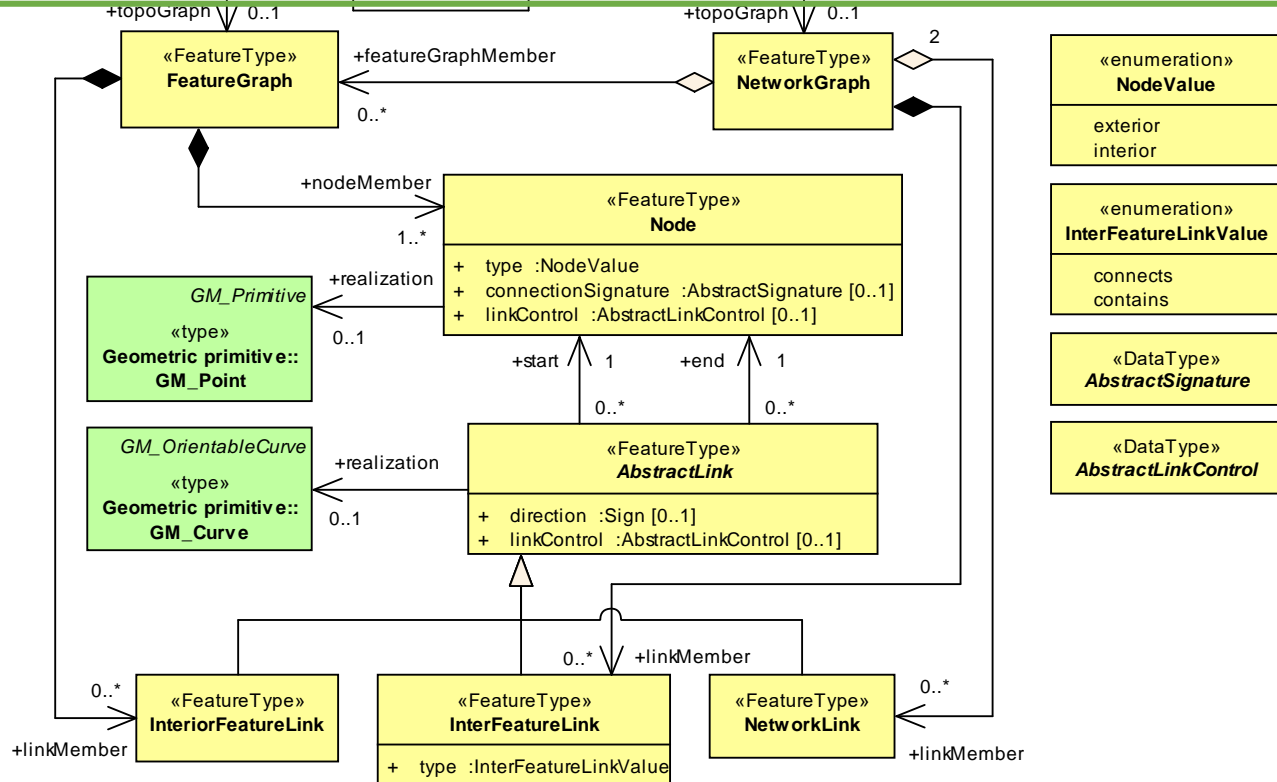 +topoGraph
0..1
+topoGraph
0..1
«FeatureType»
FeatureGraph
+featureGraphMember
0..*
«FeatureType»
NetworkGraph
2
«enumeration»
NodeValue
exterior
interior
+nodeMember
1..*
«FeatureType»
Node
+ type :NodeValue
+ connectionSignature :AbstractSignature [0..1]
+ linkControl :AbstractLinkControl [0..1]
«enumeration»
InterFeatureLinkValue
connects
contains
+realization
0..1
GM_Primitive
«type»
Geometric primitive::
GM_Point
+start
1
0..*
+end
1
0..*
«DataType»
AbstractSignature
«DataType»
AbstractLinkControl
GM_OrientableCurve
«type»
Geometric primitive::
GM_Curve
+realization
0..1
«FeatureType»
AbstractLink
+ direction :Sign [0..1]
+ linkControl :AbstractLinkControl [0..1]
0..*
+linkMember
«FeatureType»
InteriorFeatureLink
0..*
+linkMember
«FeatureType»
InterFeatureLink
+ type :InterFeatureLinkValue
«FeatureType»
NetworkLink
0..*
+linkMember